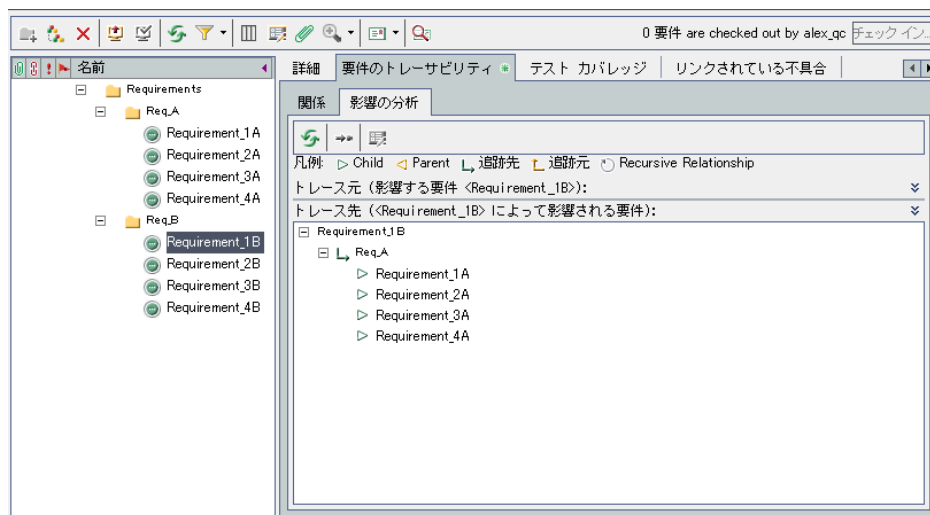 0 要件 are checked out by alex_qc チェックイン...
名前
Requirements
Req_A
Requirement_1A
Requirement_2A
Requirement_3A
Requirement_4A
Req_B
Requirement_1B
Requirement_2B
Requirement_3B
Requirement_4B
詳細 要件のトレーサビリティ テスト カバレッジ リンクされている不具合
関係 影響の分析
凡例: Child Parent 追跡先 追跡元 Recursive Relationship
トレース元 (影響する要件 <Requirement_1B>):
トレース先 (<Requirement_1B> によって影響される要件):
Requirement_1B
Req_A
Requirement_1A
Requirement_2A
Requirement_3A
Requirement_4A